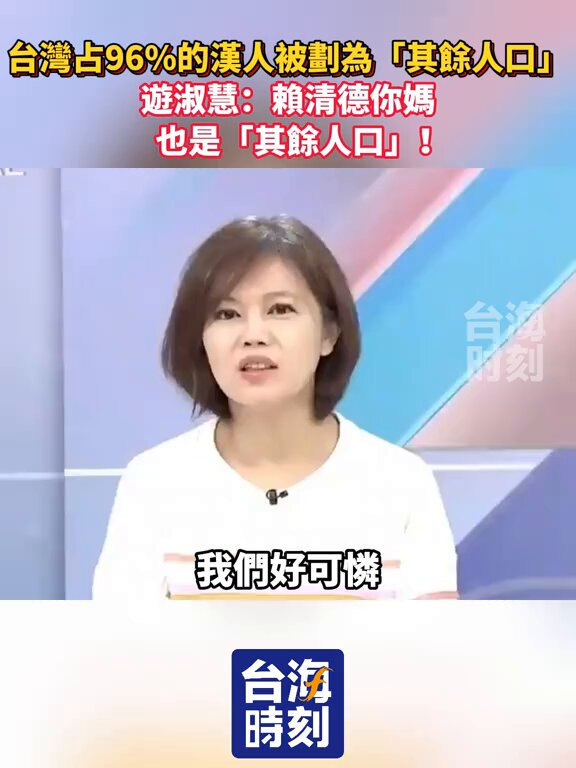 台灣占96%的漢人被劃為「其餘人口」
遊淑慧：賴清德你媽
也是「其餘人口」！
台海
時刻
我們好可憐
台海
時刻